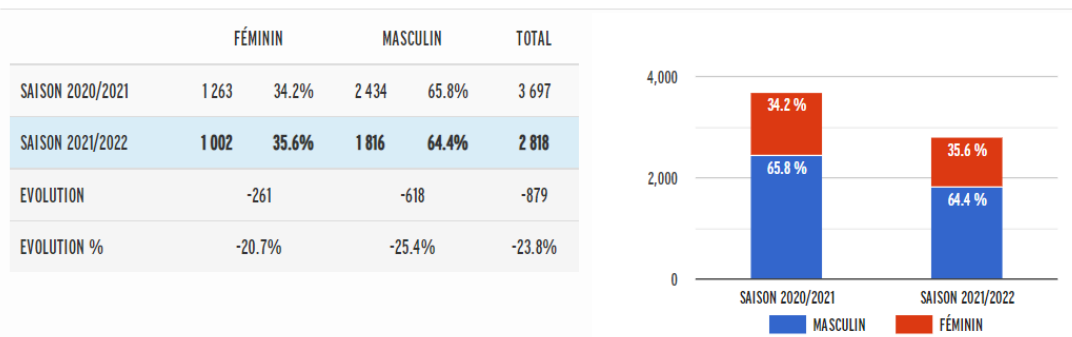 FÉMININ MASCULIN TOTAL
SAISON 2020/2021 1 263 34.2% 2 434 65.8% 3 697
SAISON 2021/2022 1 002 35.6% 1 816 64.4% 2 818
EVOLUTION -261 -618 -879
EVOLUTION % -20.7% -25.4% -23.8%
4,000
34.2 %
65.8 %
35.6 %
2,000
64.4 %
0
SAISON 2020/2021 SAISON 2021/2022
MASCULIN FÉMININ